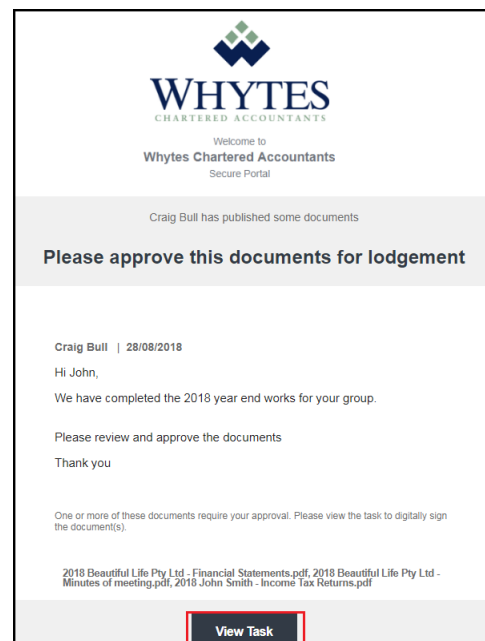 WHYTES
CHARTERED ACCOUNTANTS
Welcome to
Whytes Chartered Accountants
Secure Portal
Craig Bull has published some documents
Please approve this documents for lodgement
Craig Bull | 28/08/2018
Hi John,
We have completed the 2018 year end works for your group.
Please review and approve the documents
Thank you
One or more of these documents require your approval. Please view the task to digitally sign
the document(s).
2018 Beautiful Life Pty Ltd - Financial Statements.pdf, 2018 Beautiful Life Pty Ltd -
Minutes of meeting.pdf, 2018 John Smith - Income Tax Returns.pdf
View Task